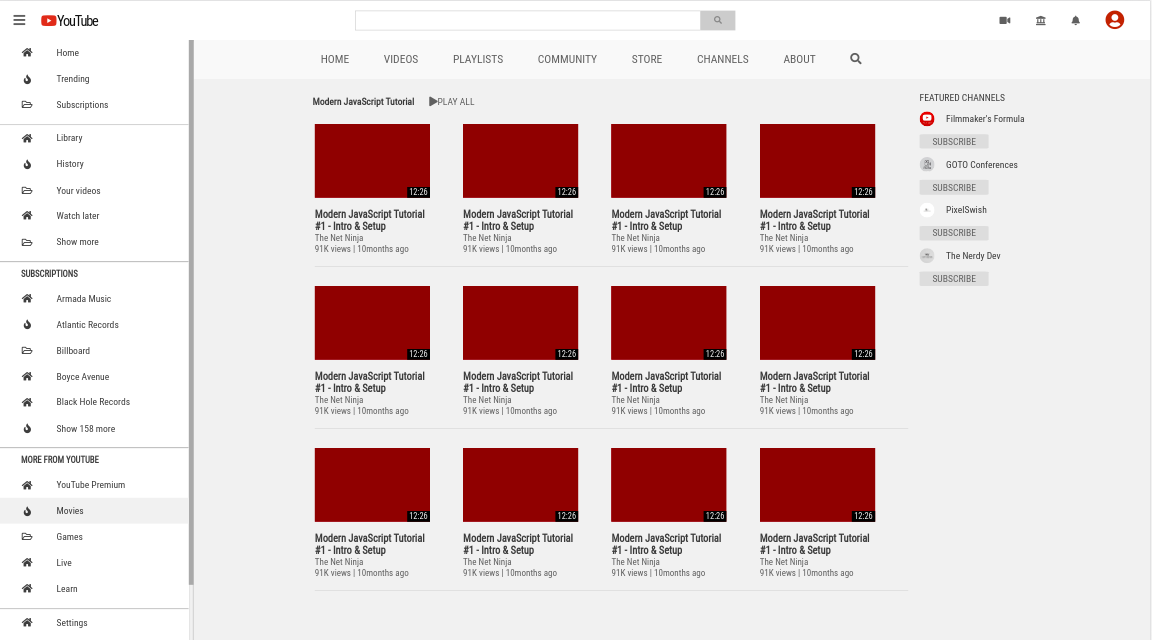 YouTube
Home
Trending
Subscriptions
Library
History
Your videos
Watch later
Show more
SUBSCRIPTIONS
Armada Music
Atlantic Records
Billboard
Boyce Avenue
Black Hole Records
Show 158 more
MORE FROM YOUTUBE
YouTube Premium
Movies
Games
Live
Learn
Settings
HOME VIDEOS PLAYLISTS COMMUNITY STORE CHANNELS ABOUT
Modern JavaScript Tutorial PLAY ALL
12:26 12:26 12:26 12:26
Modern JavaScript Tutorial Modern JavaScript Tutorial Modern JavaScript Tutorial Modern JavaScript Tutorial
#1 - Intro & Setup #1 - Intro & Setup #1 - Intro & Setup #1 - Intro & Setup
The Net Ninja The Net Ninja The Net Ninja The Net Ninja
91K views | 10months ago 91K views | 10months ago 91K views | 10months ago 91K views | 10months ago
12:26 12:26 12:26 12:26
Modern JavaScript Tutorial Modern JavaScript Tutorial Modern JavaScript Tutorial Modern JavaScript Tutorial
#1 - Intro & Setup #1 - Intro & Setup #1 - Intro & Setup #1 - Intro & Setup
The Net Ninja The Net Ninja The Net Ninja The Net Ninja
91K views | 10months ago 91K views | 10months ago 91K views | 10months ago 91K views | 10months ago
12:26 12:26 12:26 12:26
Modern JavaScript Tutorial Modern JavaScript Tutorial Modern JavaScript Tutorial Modern JavaScript Tutorial
#1 - Intro & Setup #1 - Intro & Setup #1 - Intro & Setup #1 - Intro & Setup
The Net Ninja The Net Ninja The Net Ninja The Net Ninja
91K views | 10months ago 91K views | 10months ago 91K views | 10months ago 91K views | 10months ago
FEATURED CHANNELS
Filmmaker's Formula
SUBSCRIBE
GOTO Conferences
SUBSCRIBE
PixelSwish
SUBSCRIBE
The Nerdy Dev
SUBSCRIBE